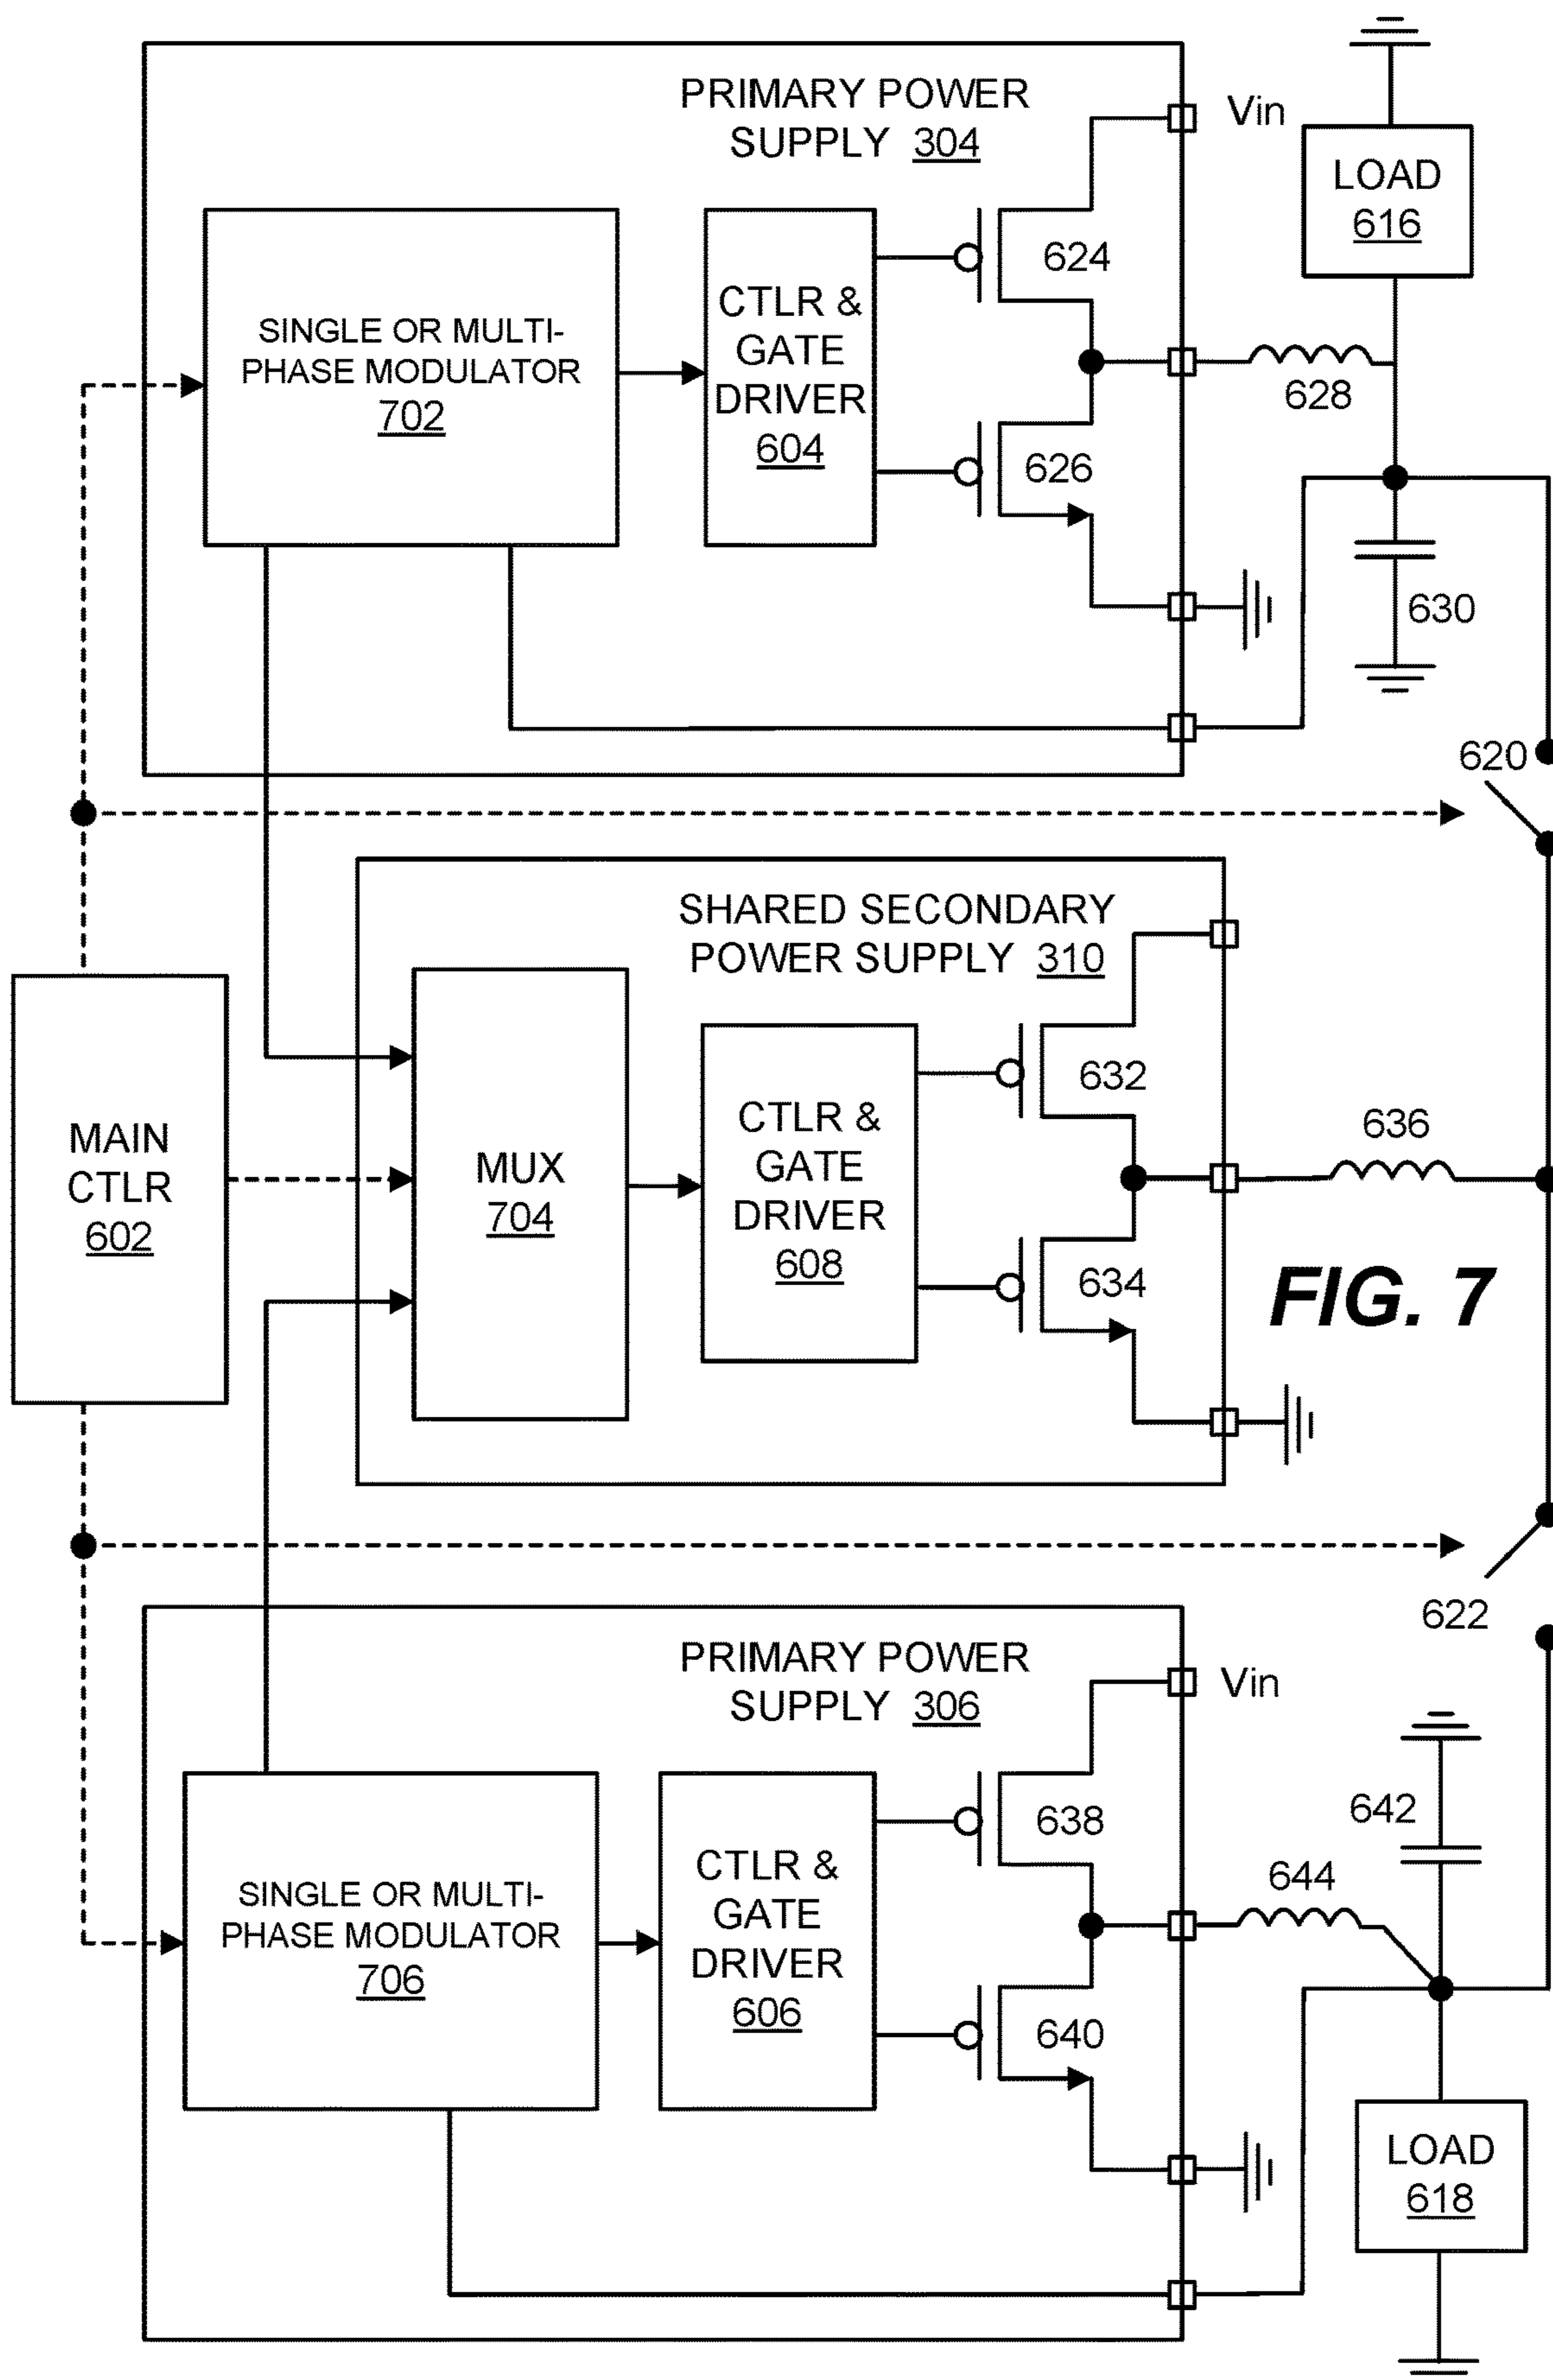 PRIMARY POWER
SUPPLY 304
Vin
LOAD
616
SINGLE OR MULTI-
PHASE MODULATOR
702
CTLR &
GATE
DRIVER
604
624
626
628
630
620
SHARED SECONDARY
POWER SUPPLY 310
MAIN
CTLR
602
MUX
704
CTLR &
GATE
DRIVER
608
632
634
636
FIG. 7
622
PRIMARY POWER
SUPPLY 306
Vin
SINGLE OR MULTI-
PHASE MODULATOR
706
CTLR &
GATE
DRIVER
606
638
640
642
644
LOAD
618